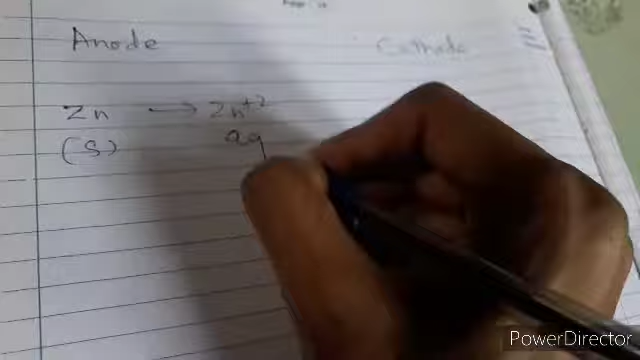 Anode Cathode
Zn → Zn+2
(s) aq
PowerDirector